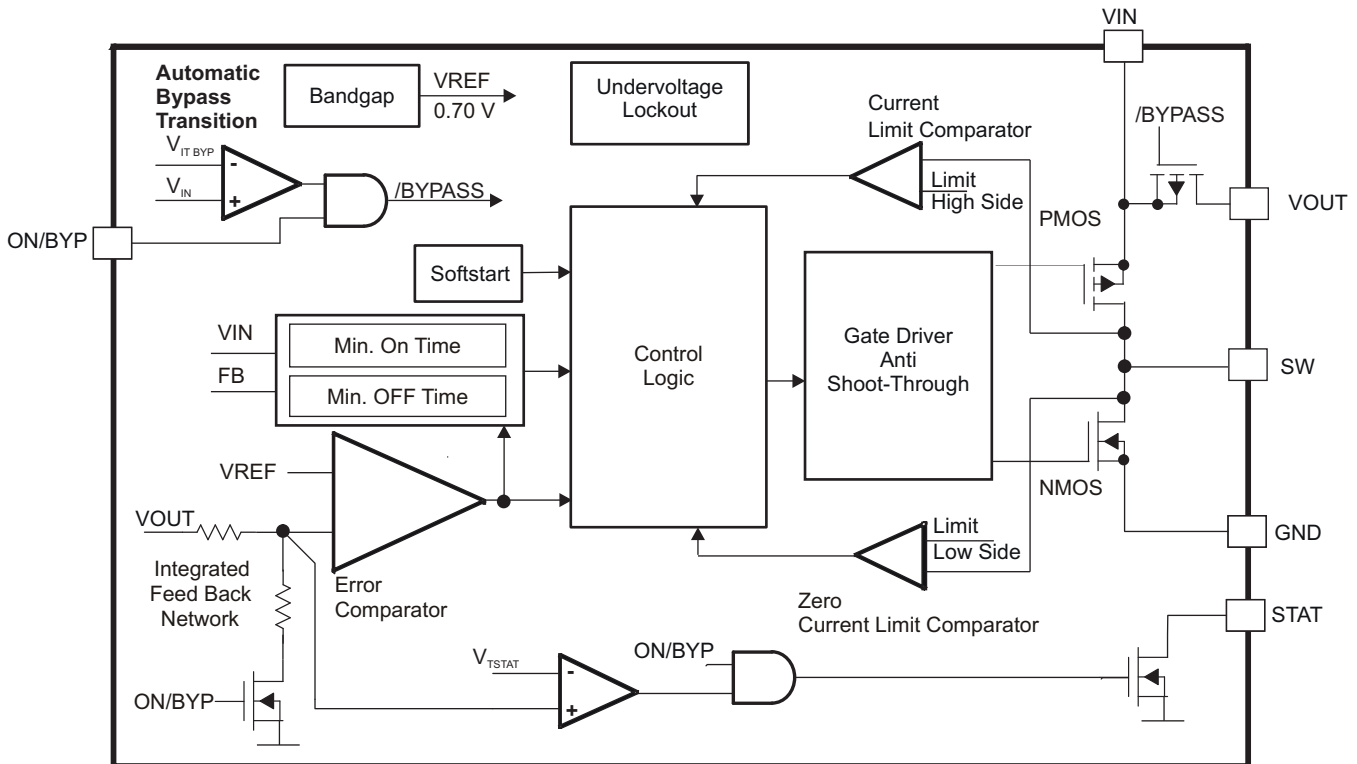 VIN
Automatic
Bypass
Transition
Bandgap
VREF
0.70 V
Undervoltage
Lockout
Current
Limit Comparator
/BYPASS
V IT BYP
-
V IN
+
/BYPASS
Limit
High Side
PMOS
VOUT
ON/BYP
Softstart
VIN
FB
Min. On Time
Min. OFF Time
Control
Logic
Gate Driver
Anti
Shoot-Through
SW
VREF
NMOS
VOUT
Limit
Low Side
GND
Integrated
Feed Back
Network
Error
Comparator
Zero
Current Limit Comparator
STAT
ON/BYP
V TSTAT
-
+
ON/BYP